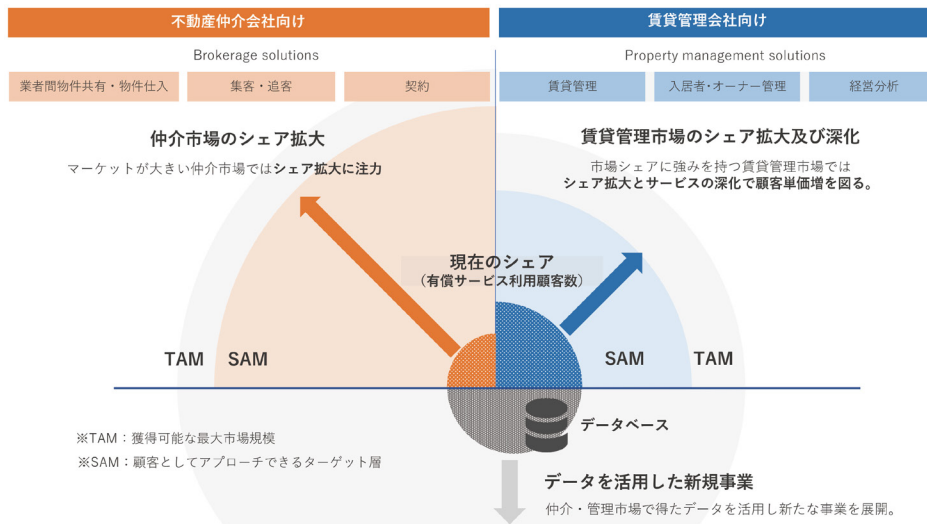 不動産仲介会社向け
賃貸管理会社向け
Brokerage solutions
Property management solutions
業者間物件共有・物件仕入
集客・追客
契約
賃貸管理
入居者・オーナー管理
経営分析
仲介市場のシェア拡大
マーケットが大きい仲介市場ではシェア拡大に注力
賃貸管理市場のシェア拡大及び深化
市場シェアに強みを持つ賃貸管理市場では
シェア拡大とサービスの深化で顧客単価増を図る。
現在のシェア
（有償サービス利用顧客数）
TAM
SAM
SAM
TAM
データベース
※TAM：獲得可能な最大市場規模
※SAM：顧客としてアプローチできるターゲット層
データを活用した新規事業
仲介・管理市場で得たデータを活用し新たな事業を展開。